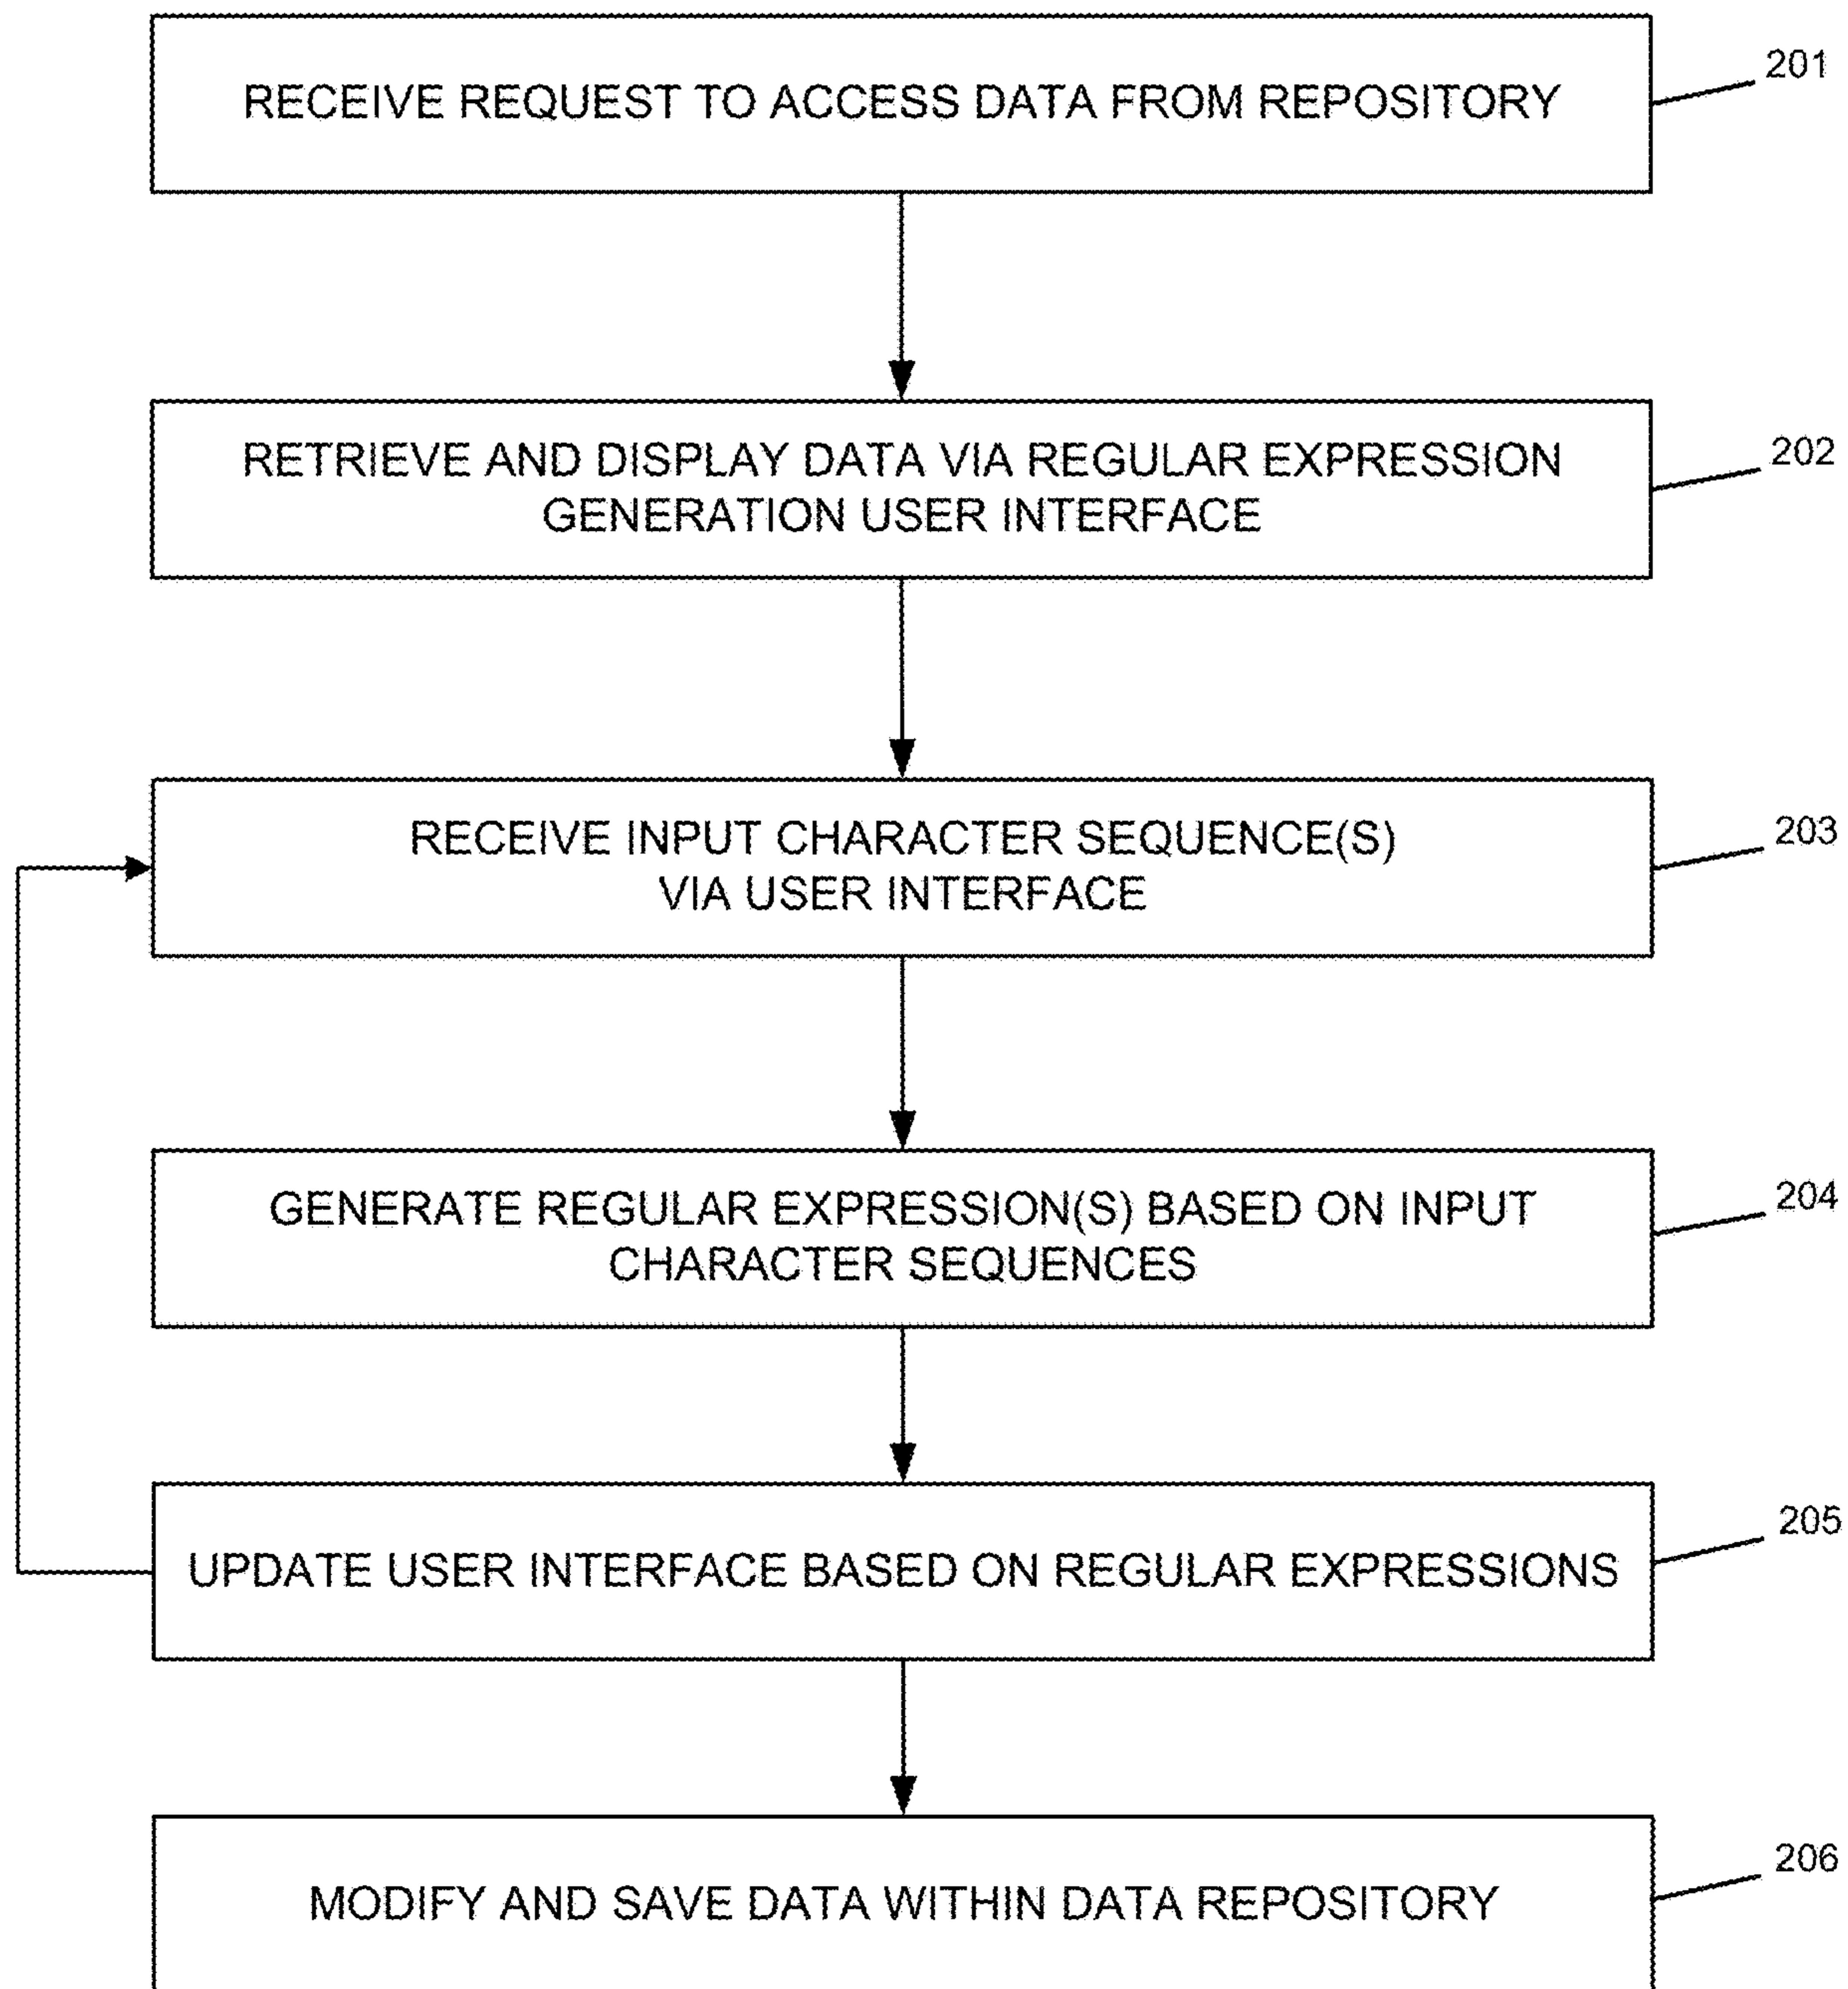 RECEIVE REQUEST TO ACCESS DATA FROM REPOSITORY
201
RETRIEVE AND DISPLAY DATA VIA REGULAR EXPRESSION
GENERATION USER INTERFACE
202
RECEIVE INPUT CHARACTER SEQUENCE(S)
VIA USER INTERFACE
203
GENERATE REGULAR EXPRESSION(S) BASED ON INPUT
CHARACTER SEQUENCES
204
UPDATE USER INTERFACE BASED ON REGULAR EXPRESSIONS
205
MODIFY AND SAVE DATA WITHIN DATA REPOSITORY
206